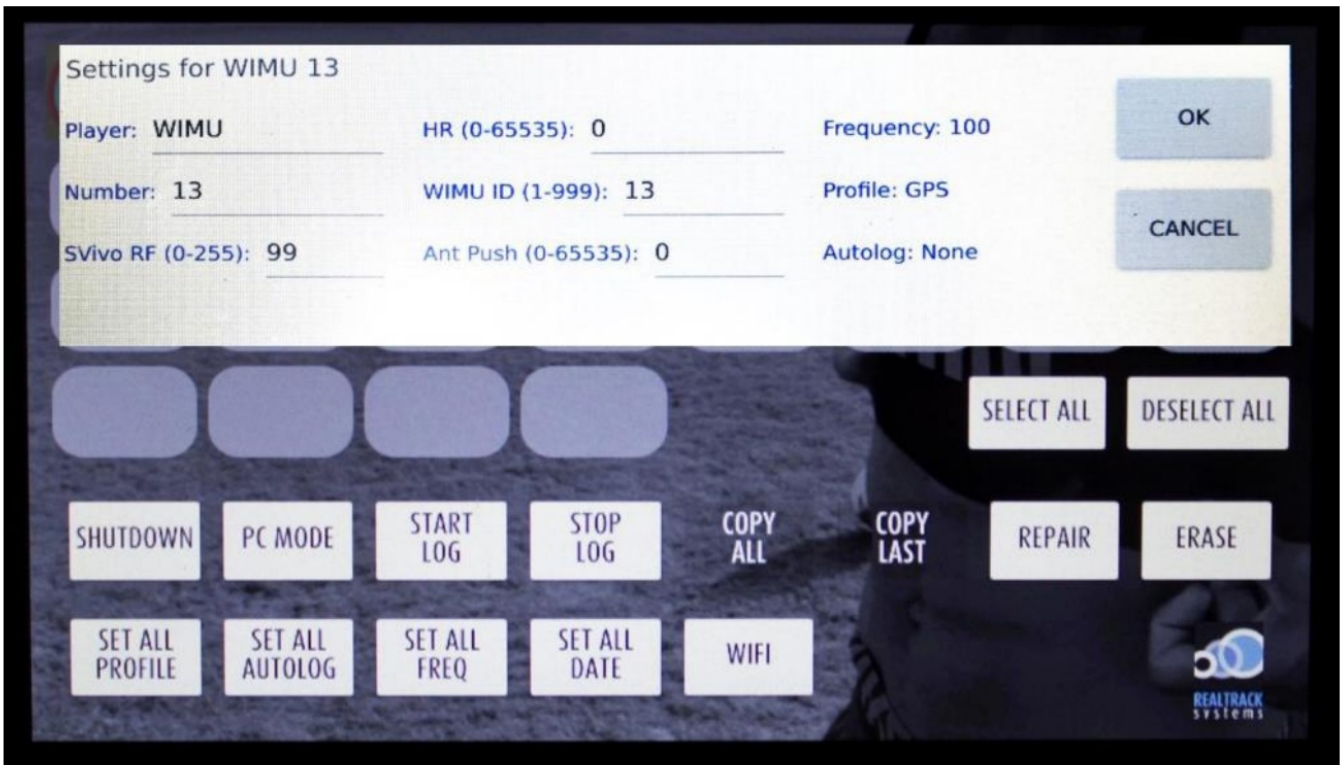 Settings for WIMU 13
Player: WIMU
HR (0-65535): 0
Frequency: 100
OK
Number: 13
WIMU ID (1-999): 13
Profile: GPS
CANCEL
SVivo RF (0-255): 99
Ant Push (0-65535): 0
Autolog: None
SELECT ALL
DESELECT ALL
SHUTDOWN
PC MODE
START
LOG
STOP
LOG
COPY
ALL
COPY
LAST
REPAIR
ERASE
SET ALL
PROFILE
SET ALL
AUTOLOG
SET ALL
FREQ
SET ALL
DATE
WIFI
REALTRACK
systems